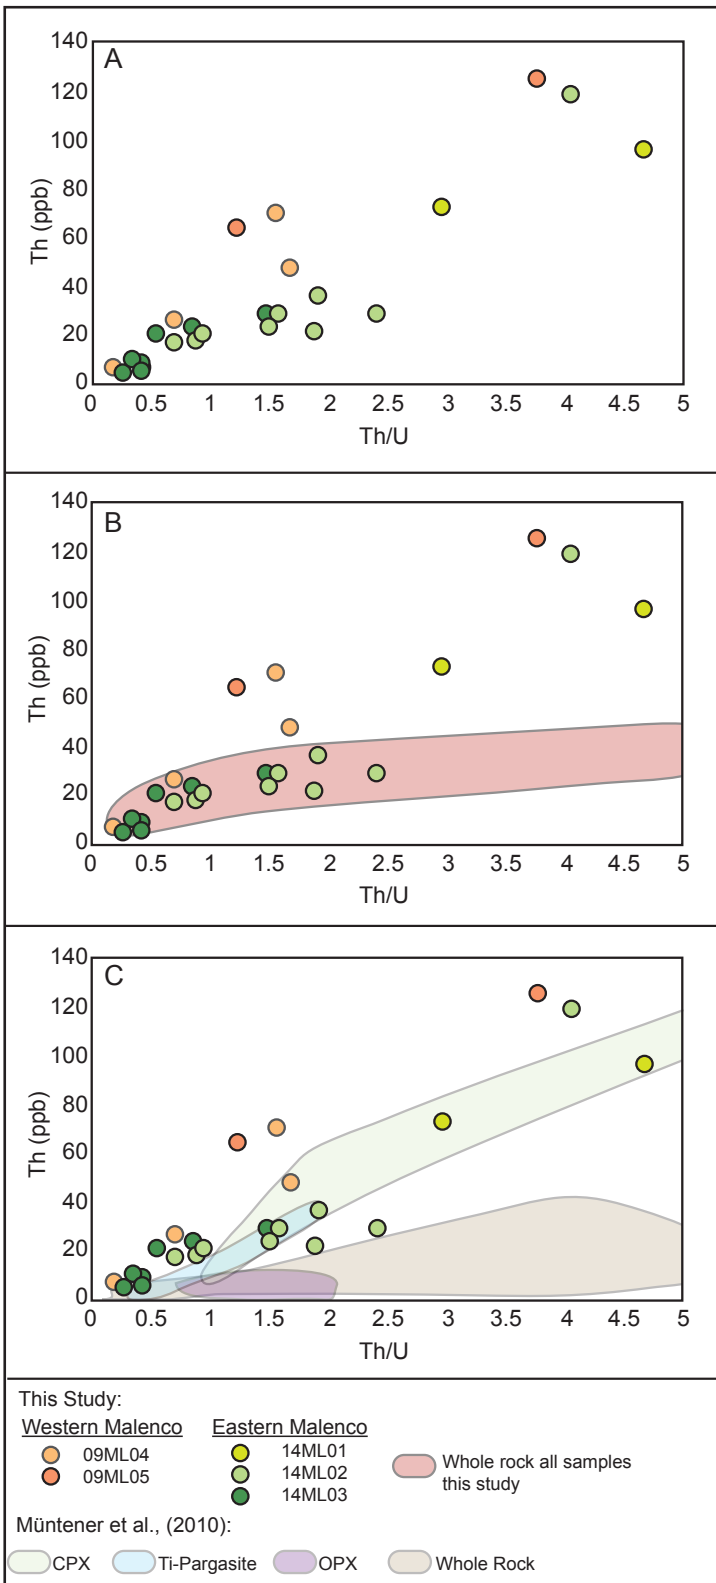 A
140
120
100
80
60
40
20
0
Th (ppb)
0 0.5 1 1.5 2 2.5 3 3.5 4 4.5 5
Th/U
B
140
120
100
80
60
40
20
0
Th (ppb)
0 0.5 1 1.5 2 2.5 3 3.5 4 4.5 5
Th/U
C
140
120
100
80
60
40
20
0
Th (ppb)
0 0.5 1 1.5 2 2.5 3 3.5 4 4.5 5
Th/U
This Study:
Western Malenco Eastern Malenco
09ML04 14ML01
09ML05 14ML02
14ML03
Whole rock all samples
this study
Müntener et al., (2010):
CPX Ti-Pargasite OPX Whole Rock